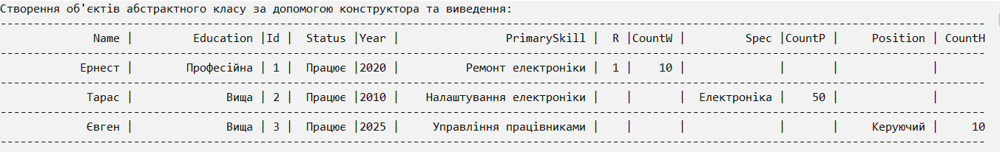 Створення об'єктів абстрактного класу за допомогою конструктора та виведення:
----------------------------------------------------------------------------------------------------------------------------------------------------
Name | Education |Id | Status |Year | PrimarySkill | R |CountW | Spec |CountP | Position | CountH
----------------------------------------------------------------------------------------------------------------------------------------------------
Ернест | Професійна | 1 | Працює |2020 | Ремонт електроніки | 1 | 10 | | | |
----------------------------------------------------------------------------------------------------------------------------------------------------
Тарас | Вища | 2 | Працює |2010 | Налаштування електроніки | | | Електроніка | 50 | |
----------------------------------------------------------------------------------------------------------------------------------------------------
Євген | Вища | 3 | Працює |2025 | Управління працівниками | | | | | Керуючий | 10
----------------------------------------------------------------------------------------------------------------------------------------------------